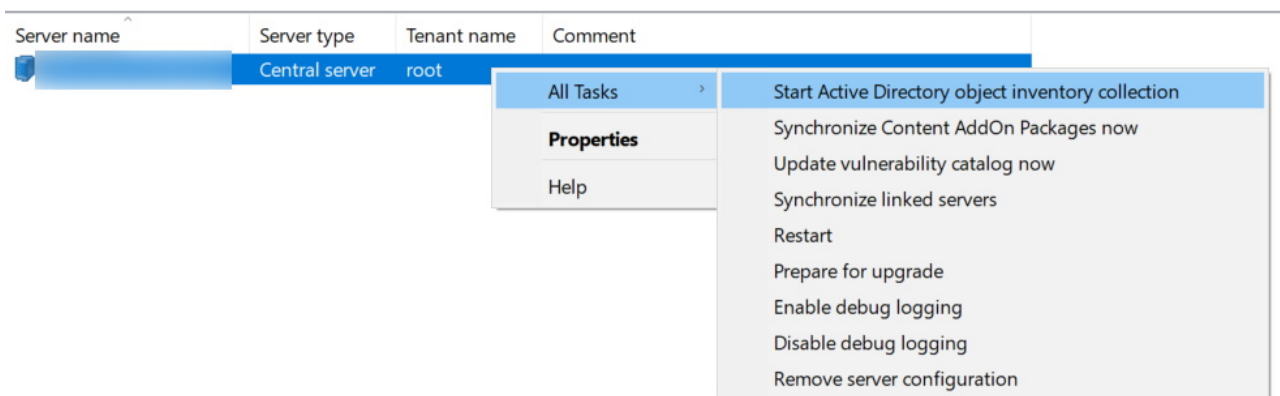 Server name Server type Tenant name Comment
Central server root
All Tasks
Properties
Help
Start Active Directory object inventory collection
Synchronize Content AddOn Packages now
Update vulnerability catalog now
Synchronize linked servers
Restart
Prepare for upgrade
Enable debug logging
Disable debug logging
Remove server configuration